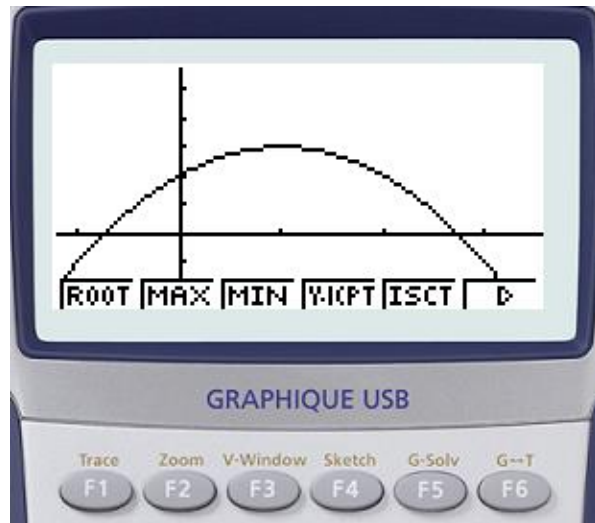 ROOT MAX MIN Y-ICPT ISCT ▷
GRAPHIQUE USB
Trace Zoom V-Window Sketch G-Solv G↔T
F1 F2 F3 F4 F5 F6